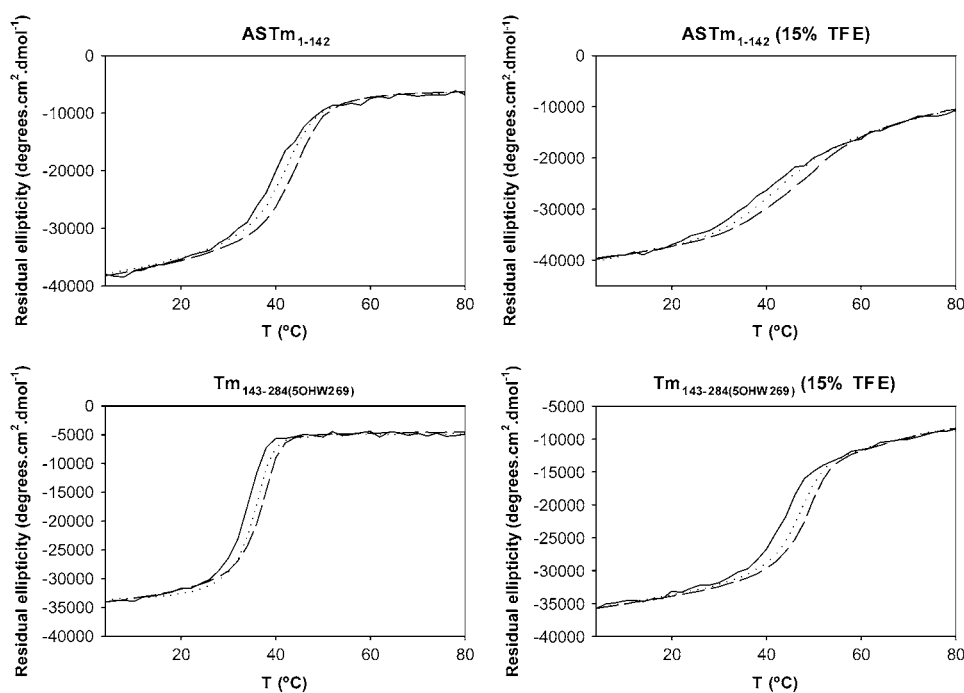 ASTm1-142
0
-10000
-20000
-30000
-40000
20 40 60 80
T (ºC)
Residual ellipticity (degrees.cm².dmol⁻¹)
ASTm1-142 (15% TFE)
0
-10000
-20000
-30000
-40000
20 40 60 80
T (ºC)
Residual ellipticity (degrees.cm².dmol⁻¹)
Tm143-284(5OHW269)
0
-5000
-10000
-15000
-20000
-25000
-30000
-35000
-40000
20 40 60 80
T (ºC)
Residual ellipticity (degrees.cm².dmol⁻¹)
Tm143-284(5OHW269) (15% TFE)
-5000
-10000
-15000
-20000
-25000
-30000
-35000
-40000
20 40 60 80
T (ºC)
Residual ellipticity (degrees.cm².dmol⁻¹)